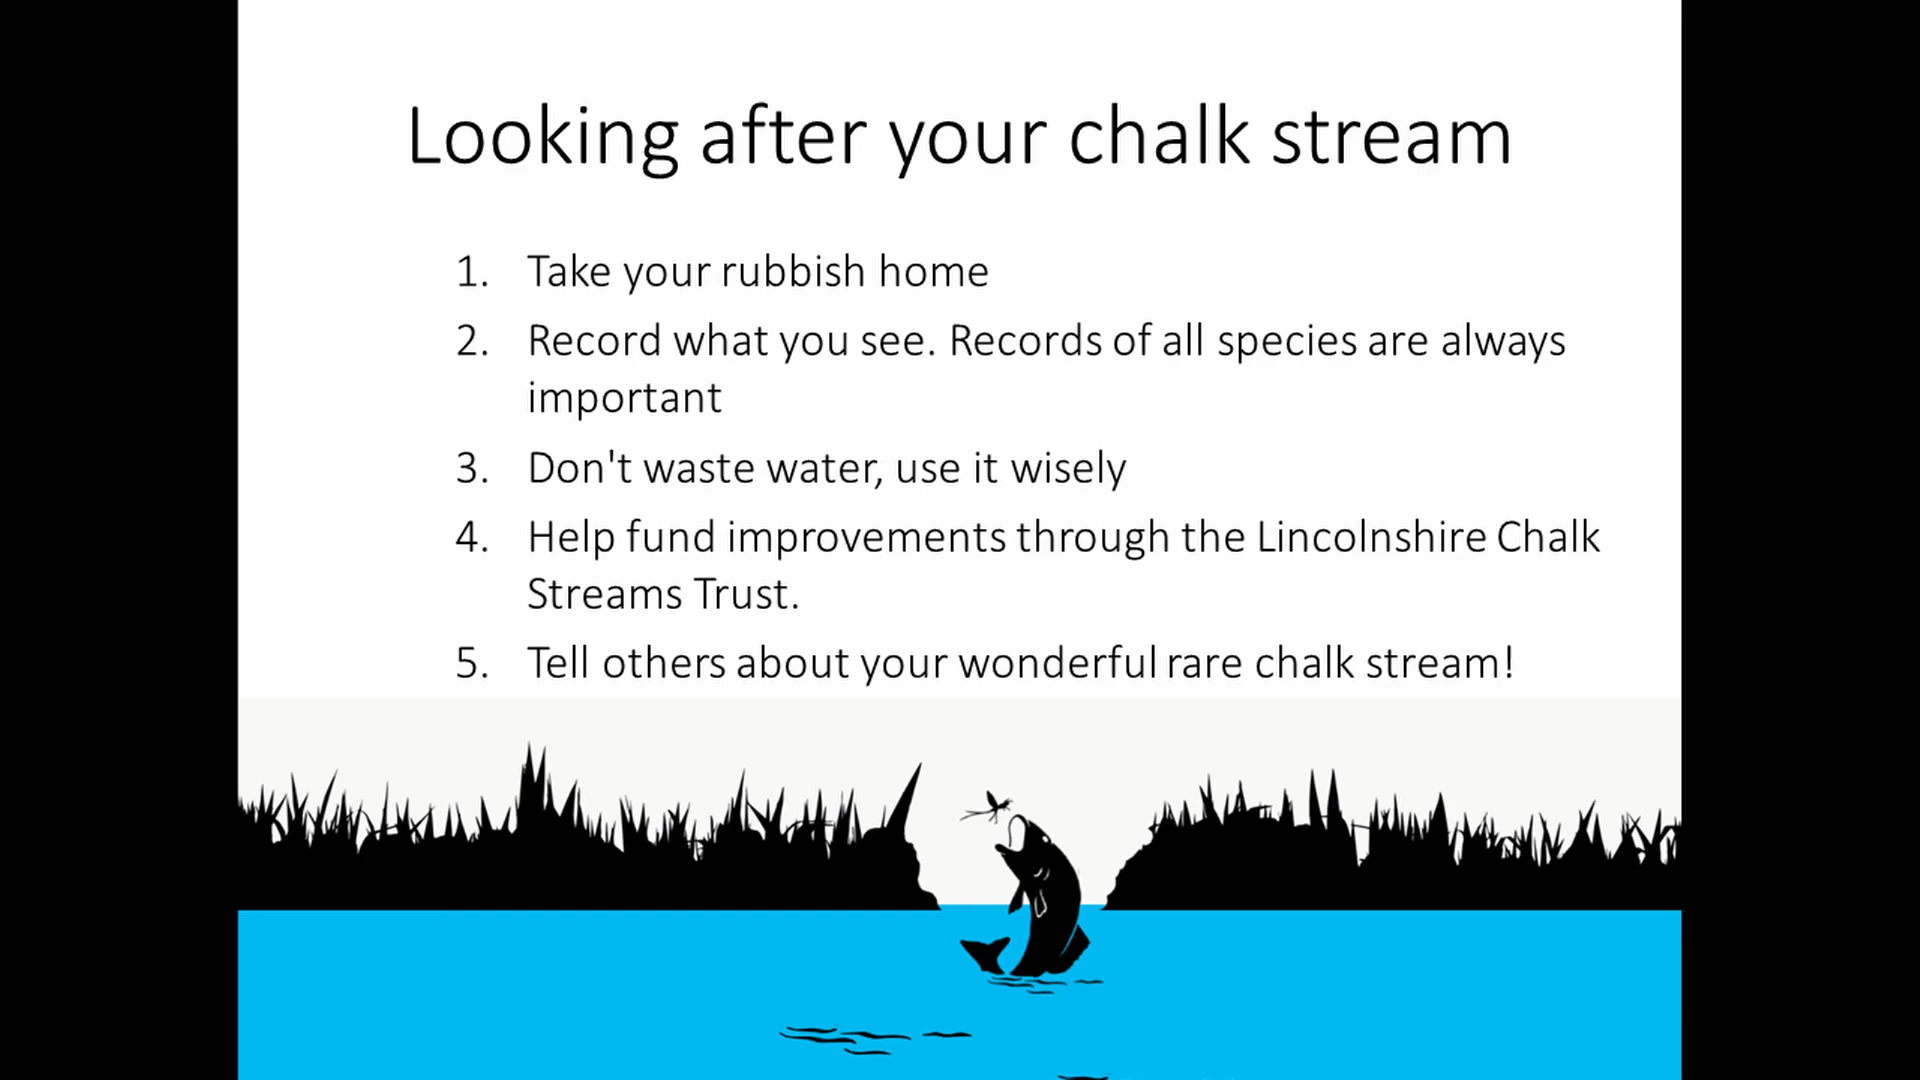 Looking after your chalk stream
1. Take your rubbish home
2. Record what you see. Records of all species are always
important
3. Don't waste water, use it wisely
4. Help fund improvements through the Lincolnshire Chalk
Streams Trust.
5. Tell others about your wonderful rare chalk stream!